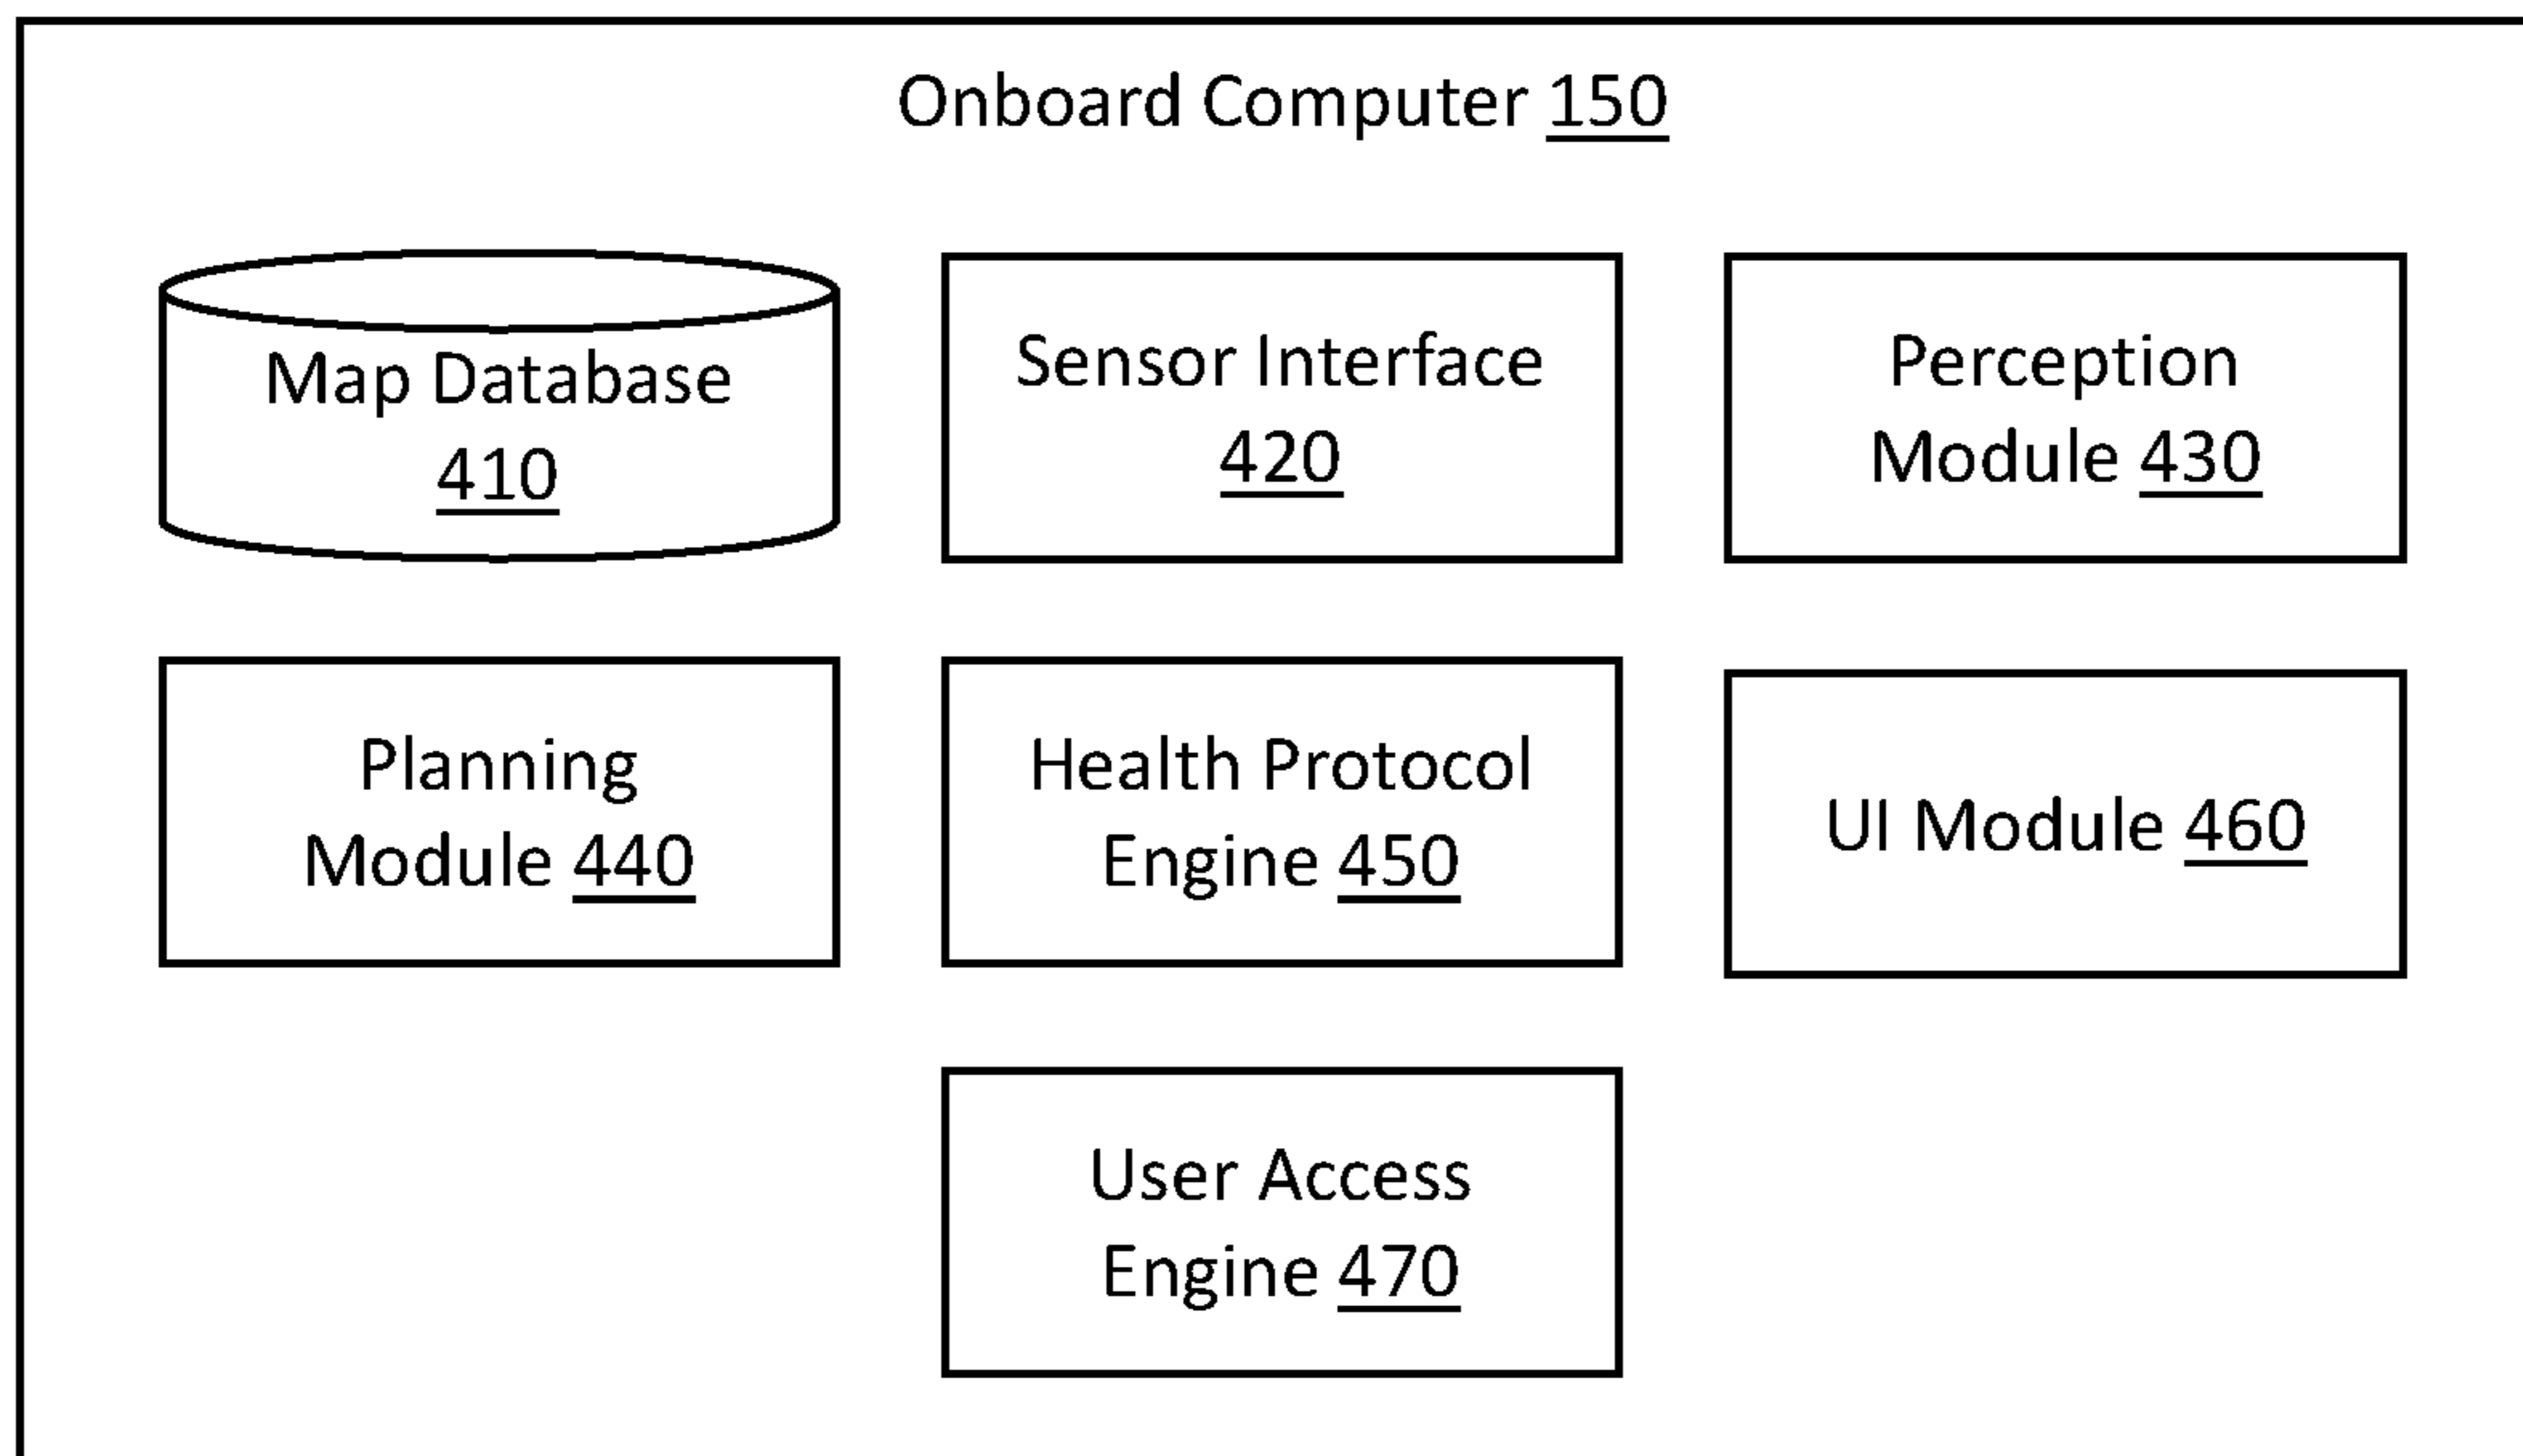 Onboard Computer 150
Map Database
410
Sensor Interface
420
Perception
Module 430
Planning
Module 440
Health Protocol
Engine 450
UI Module 460
User Access
Engine 470